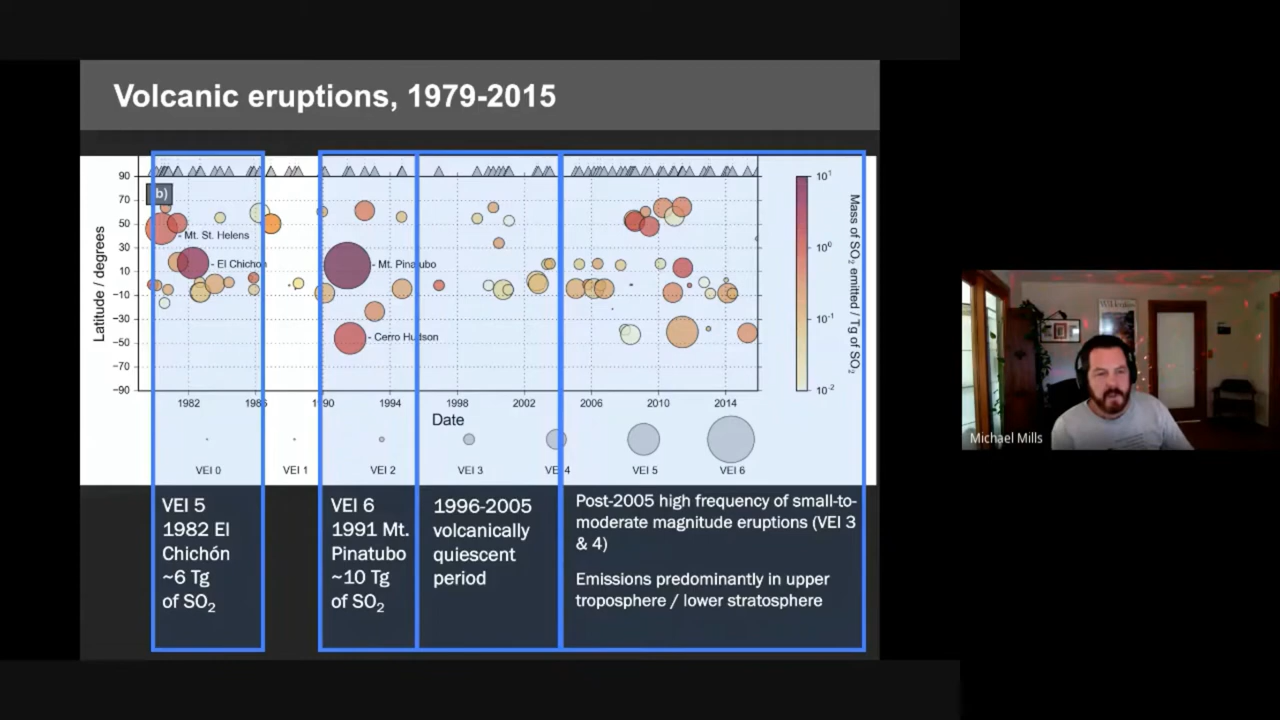 Volcanic eruptions, 1979-2015
b)
90
70
50
30
10
−10
−30
−50
−70
−90
Latitude / degrees
- Mt. St. Helens
- El Chichon
- Mt. Pinatubo
- Cerro Hudson
1982
1986
1990
1994
1998
2002
2006
2010
2014
Date
VEI 0
VEI 1
VEI 2
VEI 3
VEI 4
VEI 5
VEI 6
10¹
10⁰
10⁻¹
10⁻²
Mass of SO₂ emitted / Tg of SO₂
VEI 5
1982 El
Chichón
~6 Tg
of SO₂
VEI 6
1991 Mt.
Pinatubo
~10 Tg
of SO₂
1996-2005
volcanically
quiescent
period
Post-2005 high frequency of small-to-
moderate magnitude eruptions (VEI 3
& 4)
Emissions predominantly in upper
troposphere / lower stratosphere
Michael Mills